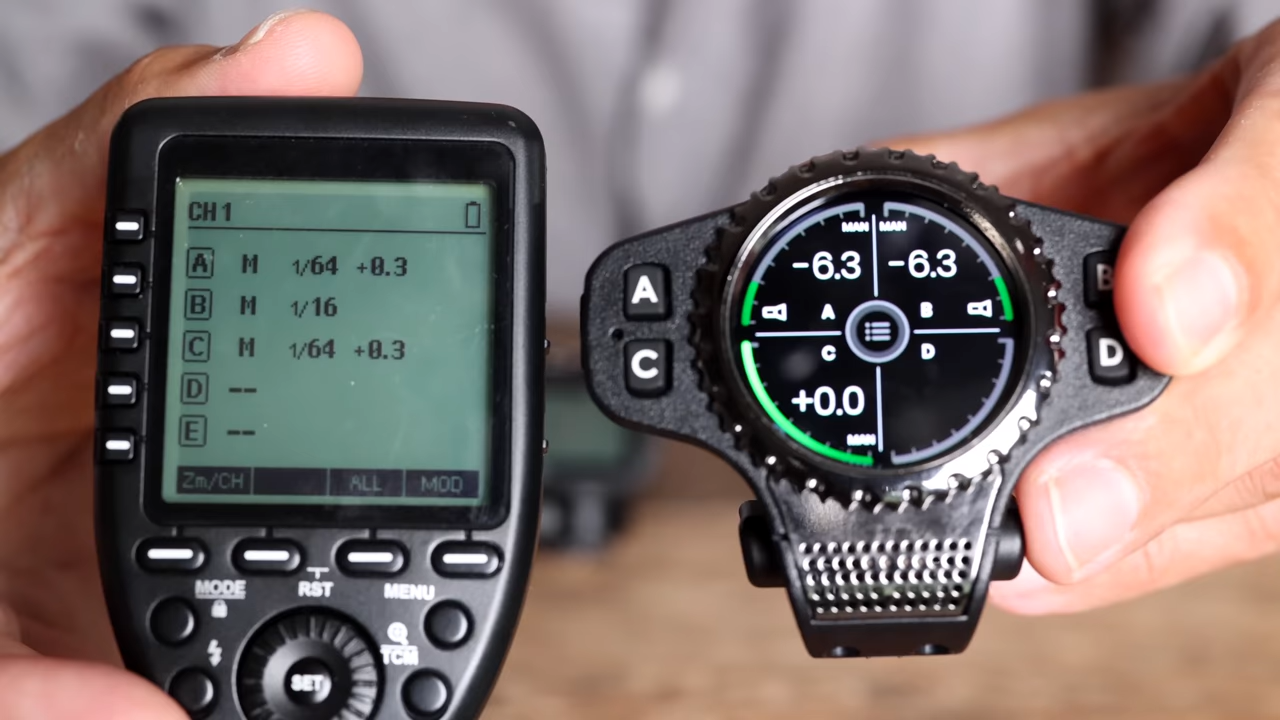 CH1
A M 1/64 +0.3
B M 1/16
C M 1/64 +0.3
D --
E --
Zm/CH ALL MOD
MODE RST MENU
TCM
SET
MAN MAN
-6.3 -6.3
A B
C D
+0.0
MAN
A
C
B
D